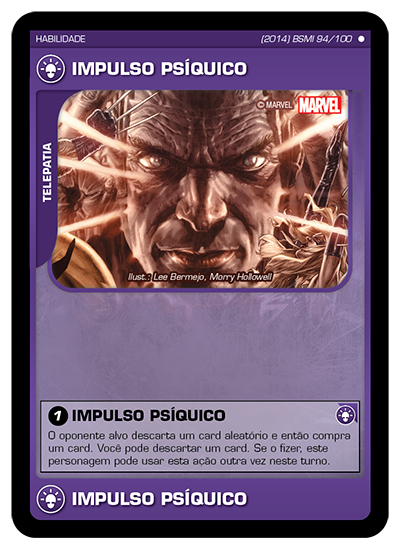 HABILIDADE
(2014) BSMI 94/100
IMPULSO PSÍQUICO
© MARVEL MARVEL
TELEPATIA
Ilust.: Lee Bermejo, Morry Hollowell
1 IMPULSO PSÍQUICO
O oponente alvo descarta um card aleatório e então compra
um card. Você pode descartar um card. Se o fizer, este
personagem pode usar esta ação outra vez neste turno.
IMPULSO PSÍQUICO